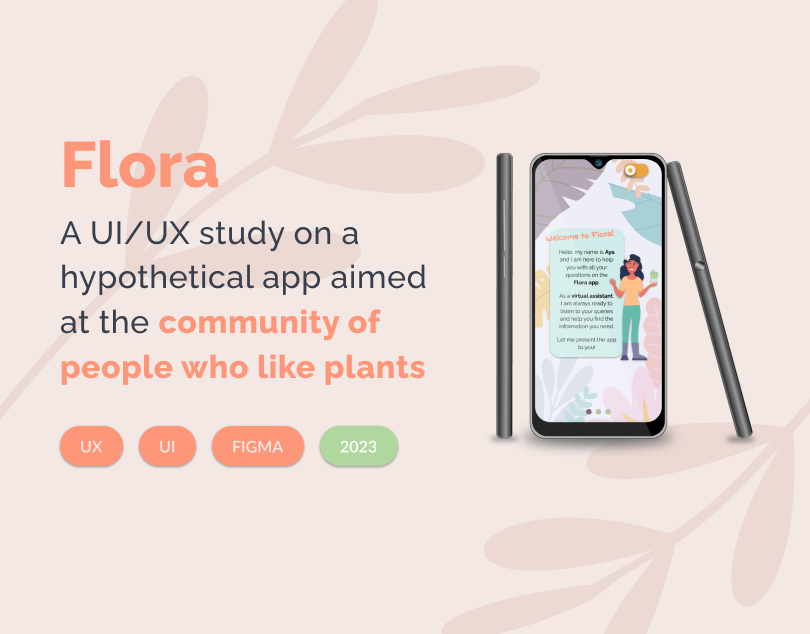 Flora
A UI/UX study on a
hypothetical app aimed
at the community of
people who like plants
UX
UI
FIGMA
2023
Welcome to Flora!
Hello, my name is Aya
and I am here to help
you with all your
questions on the
Flora app.
As a virtual assistant,
I am always ready to
listen to your queries
and help you find the
information you need.
Let me present the app
to you!